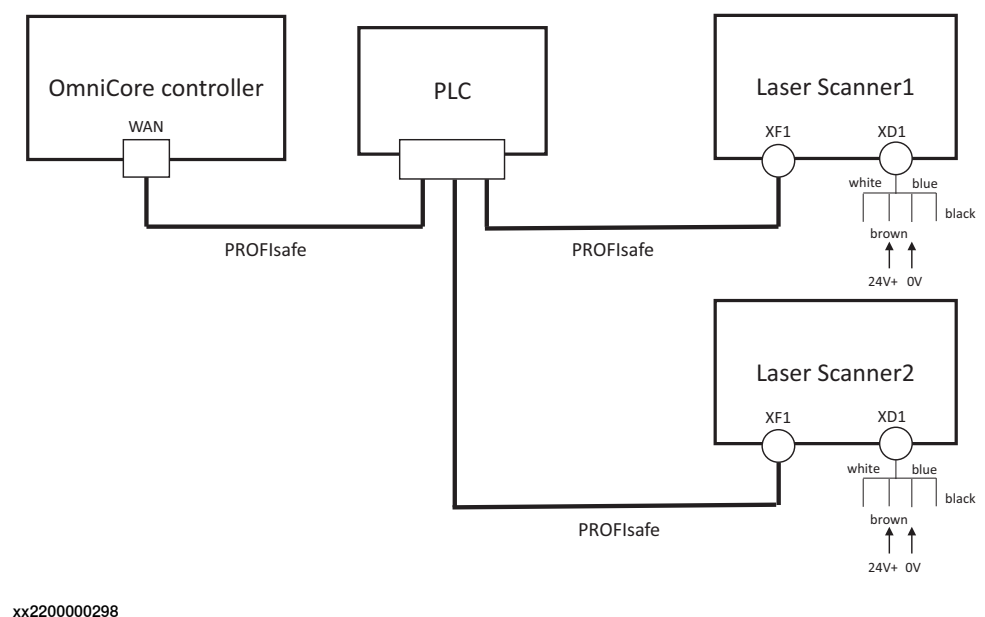 OmniCore controller
WAN
PLC
Laser Scanner1
XF1
XD1
white
blue
black
brown
24V+ 0V
PROFIsafe
PROFIsafe
Laser Scanner2
XF1
XD1
white
blue
black
brown
24V+ 0V
PROFIsafe
xx2200000298